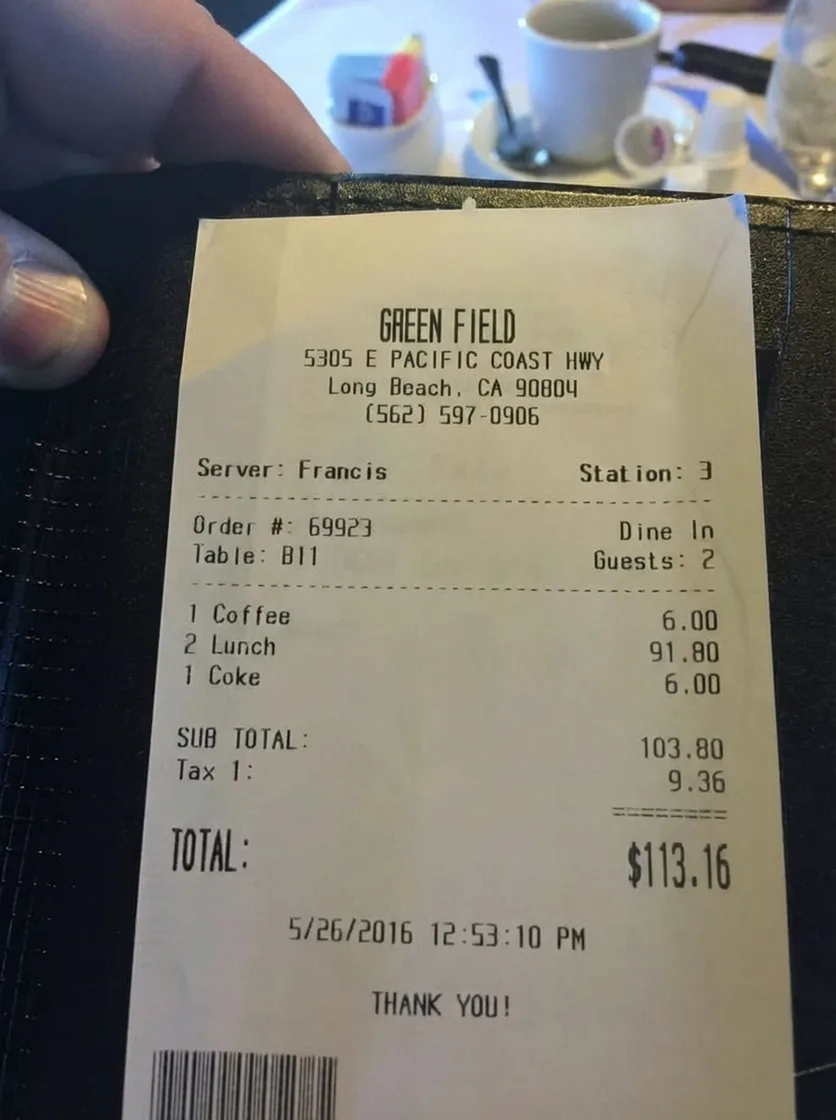 GREEN FIELD
5305 E PACIFIC COAST HWY
Long Beach, CA 90804
(562) 597-0906
Server: Francis Station: 3
Order #: 69923 Dine In
Table: B11 Guests: 2
1 Coffee 6.00
2 Lunch 91.80
1 Coke 6.00
SUB TOTAL: 103.80
Tax 1: 9.36
TOTAL: $113.16
5/26/2016 12:53:10 PM
THANK YOU!